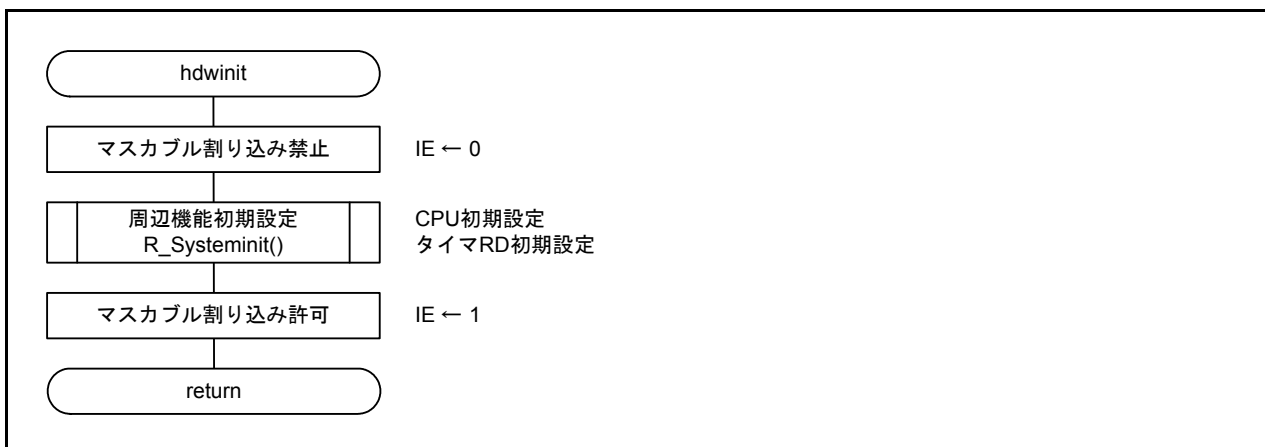 hdwinit
マスカブル割り込み禁止
IE ← 0
周辺機能初期設定
R_Systeminit()
CPU初期設定
タイマRD初期設定
マスカブル割り込み許可
IE ← 1
return